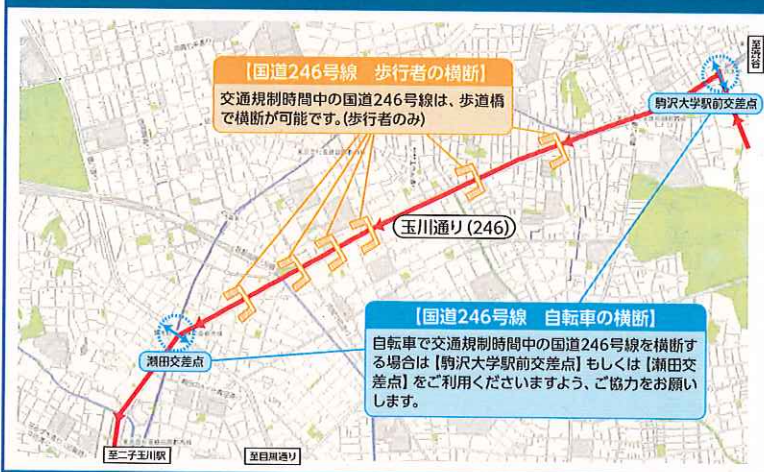 至渋谷
【国道246号線 歩行者の横断】
交通規制時間中の国道246号線は、歩道橋
で横断が可能です。(歩行者のみ)
駒沢大学駅前交差点
玉川通り(246)
【国道246号線 自転車の横断】
自転車で交通規制時間中の国道246号線を横断す
る場合は【駒沢大学駅前交差点】もしくは【瀬田交
差点】をご利用くださいますよう、ご協力をお願い
します。
瀬田交差点
至二子玉川駅
至目黒通り